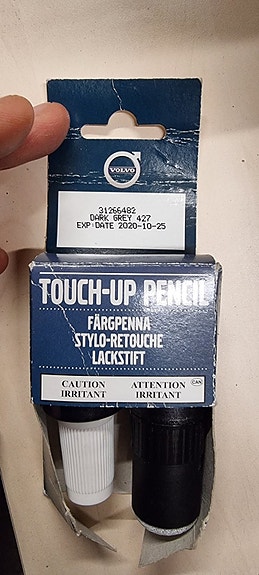 VOLVO
31266482
DARK GREY 427
EXP·DATE 2020-10-25
TOUCH-UP PENCIL
FÄRGPENNA
STYLO-RETOUCHE
LACKSTIFT
CAUTION ATTENTION CAN
IRRITANT IRRITANT